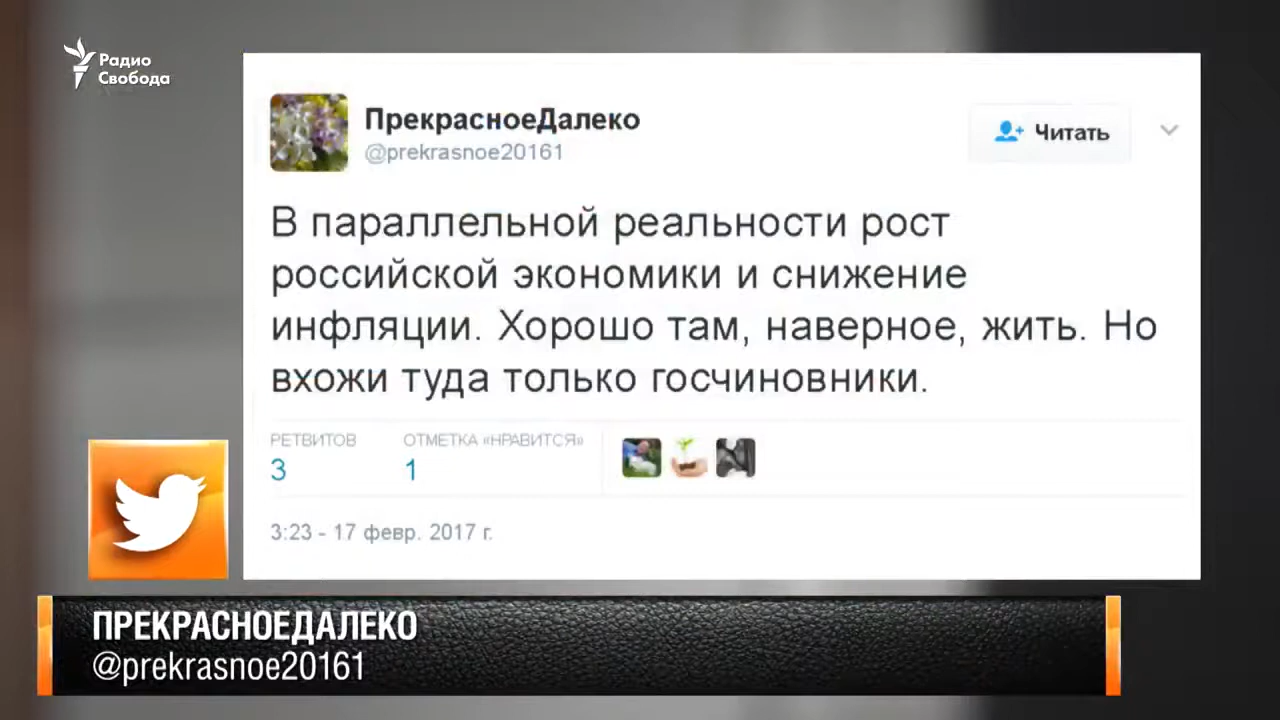 Радио
Свобода
ПрекрасноеДалеко
@prekrasnoe20161
Читать
В параллельной реальности рост
российской экономики и снижение
инфляции. Хорошо там, наверное, жить. Но
вхожи туда только госчиновники.
РЕТВИТОВ ОТМЕТКА «НРАВИТСЯ»
3 1
3:23 - 17 февр. 2017 г.
ПРЕКРАСНОЕДАЛЕКО
@prekrasnoe20161